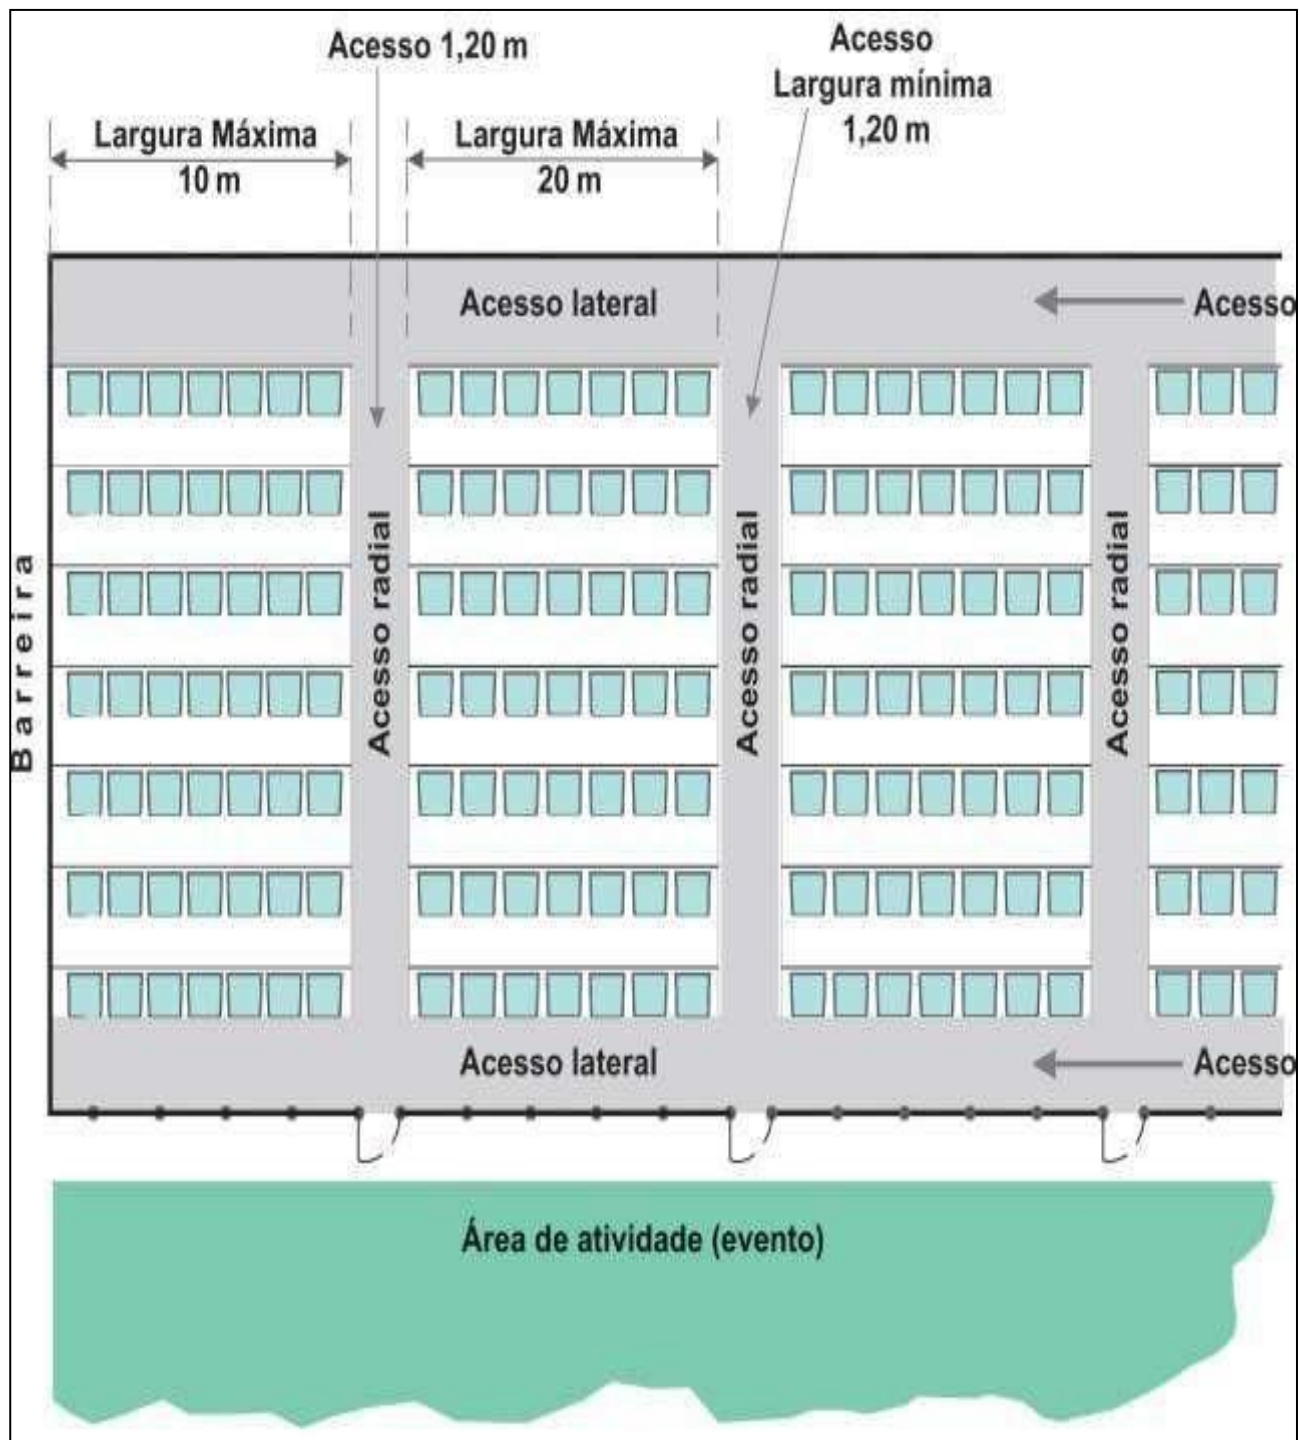 Acesso 1,20 m
Acesso
Largura mínima
1,20 m
Largura Máxima
10 m
Largura Máxima
20 m
Acesso lateral
Acesso
Barreira
Acesso radial
Acesso radial
Acesso radial
Acesso lateral
Acesso
Área de atividade (evento)